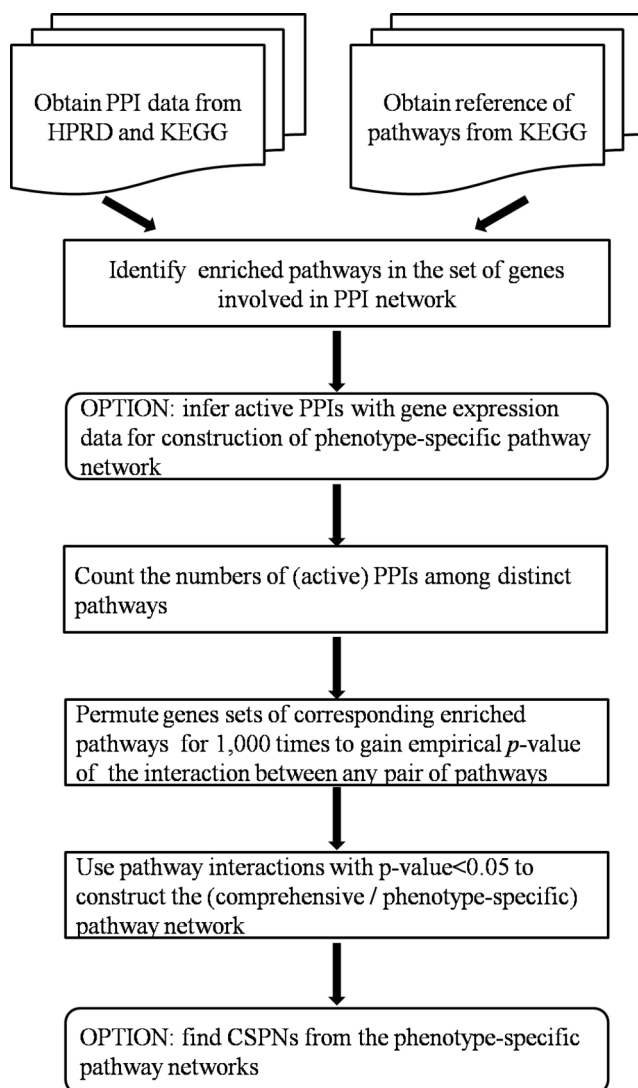 Obtain PPI data from
HPRD and KEGG
Obtain reference of
pathways from KEGG
Identify enriched pathways in the set of genes
involved in PPI network
OPTION: infer active PPIs with gene expression
data for construction of phenotype-specific pathway
network
Count the numbers of (active) PPIs among distinct
pathways
Permute genes sets of corresponding enriched
pathways for 1,000 times to gain empirical p-value
of the interaction between any pair of pathways
Use pathway interactions with p-value<0.05 to
construct the (comprehensive / phenotype-specific)
pathway network
OPTION: find CSPNs from the phenotype-specific
pathway networks